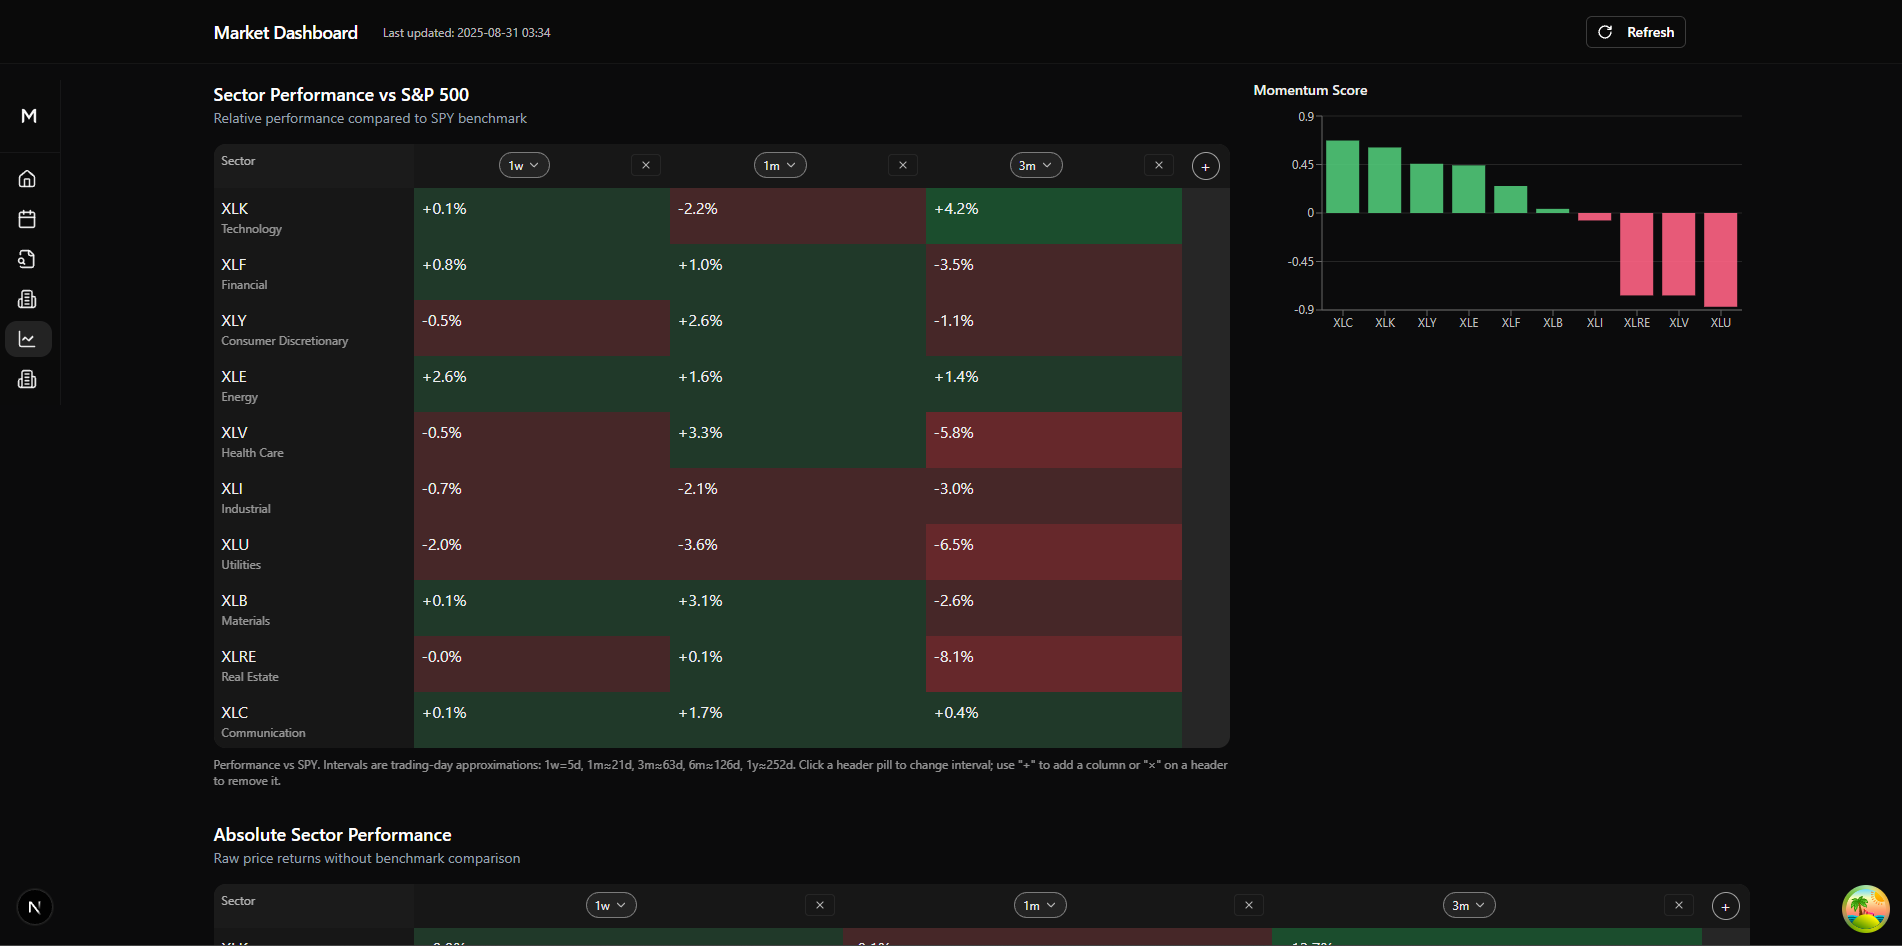 Market Dashboard
Last updated: 2025-08-31 03:34
Refresh
M
Sector Performance vs S&P 500
Relative performance compared to SPY benchmark
Sector 1w × 1m × 3m × +
XLK +0.1% -2.2% +4.2%
Technology
XLF +0.8% +1.0% -3.5%
Financial
XLY -0.5% +2.6% -1.1%
Consumer Discretionary
XLE +2.6% +1.6% +1.4%
Energy
XLV -0.5% +3.3% -5.8%
Health Care
XLI -0.7% -2.1% -3.0%
Industrial
XLU -2.0% -3.6% -6.5%
Utilities
XLB +0.1% +3.1% -2.6%
Materials
XLRE -0.0% +0.1% -8.1%
Real Estate
XLC +0.1% +1.7% +0.4%
Communication
Performance vs SPY. Intervals are trading-day approximations: 1w=5d, 1m≈21d, 3m≈63d, 6m≈126d, 1y≈252d. Click a header pill to change interval; use "+" to add a column or "×" on a header
to remove it.
Momentum Score
0.9
0.45
0
-0.45
-0.9
XLC XLK XLY XLE XLF XLB XLI XLRE XLV XLU
Absolute Sector Performance
Raw price returns without benchmark comparison
Sector 1w × 1m × 3m × +
N